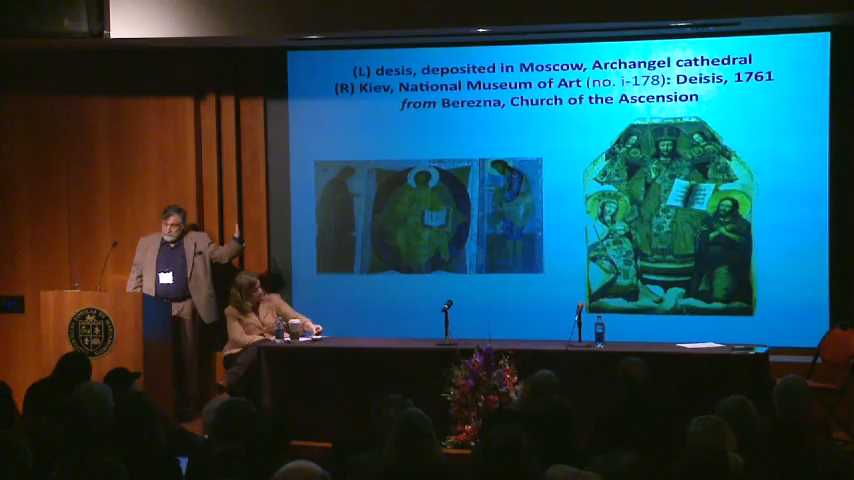 (L) desis, deposited in Moscow, Archangel cathedral
(R) Kiev, National Museum of Art (no. i-178): Deisis, 1761
from Berezna, Church of the Ascension